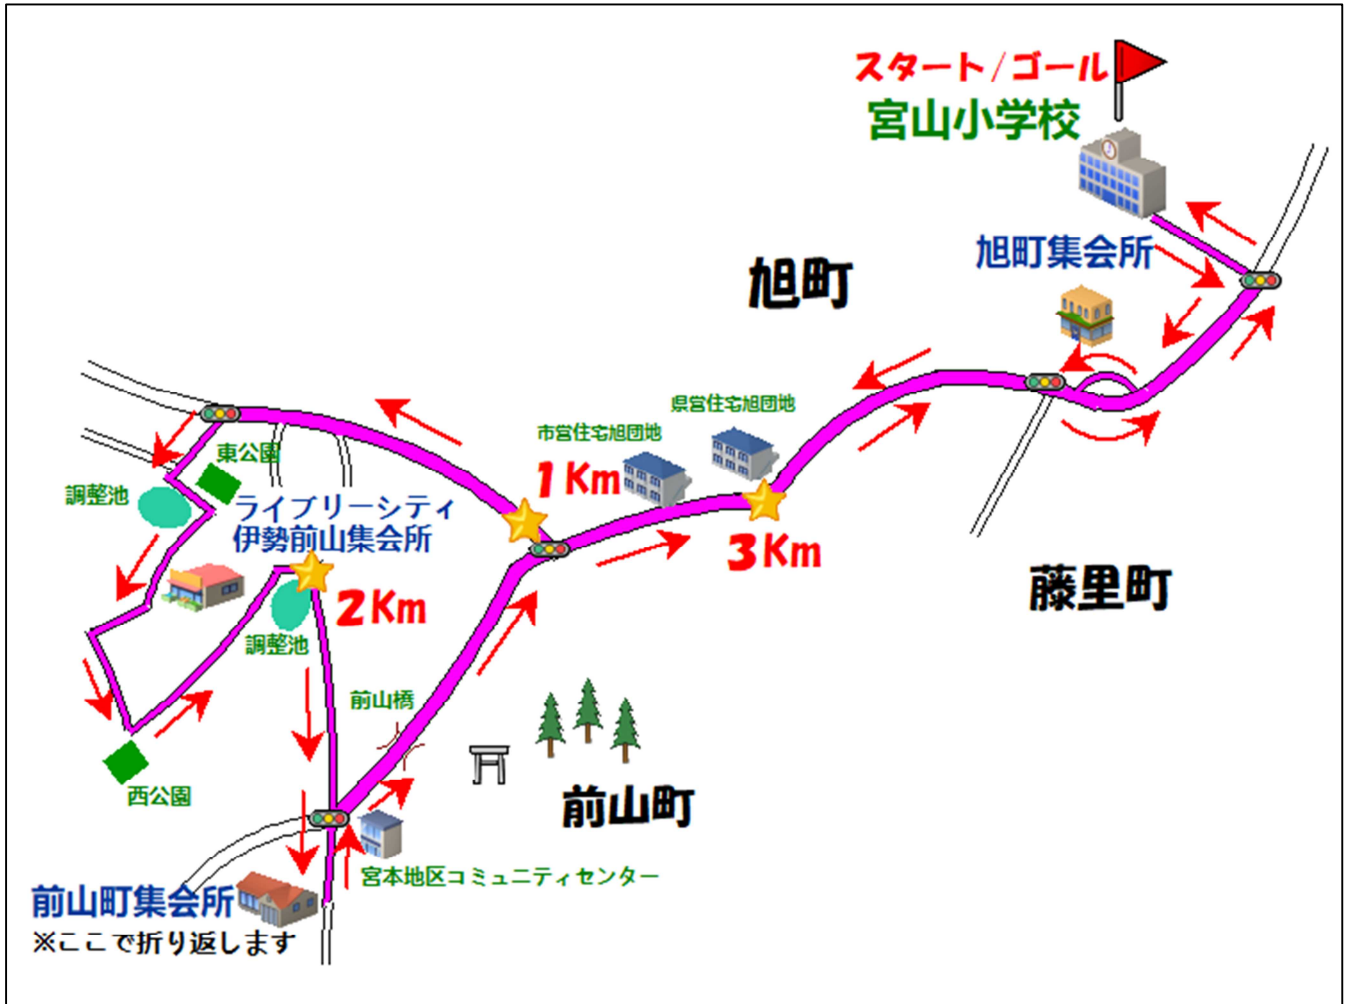 スタート/ゴール
宮山小学校
旭町集会所
旭町
県営住宅旭団地
市営住宅旭団地
1Km
東公園
調整池
ライブリーシティ
伊勢前山集会所
3Km
藤里町
2Km
調整池
前山橋
西公園
前山町
宮本地区コミュニティセンター
前山町集会所
※ここで折り返します